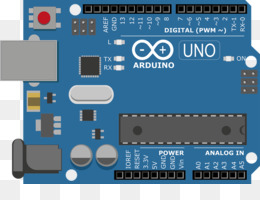 AREF
GND
13
12
~11
~10
~9
8
7
~6
~5
4
~3
2
TX-1
RX-0
DIGITAL (PWM ~)
L
TX
RX
UNO
ARDUINO
ON
POWER
ANALOG IN
IOREF
RESET
3.3V
5V
GND
GND
Vin
A0
A1
A2
A3
A4
A5